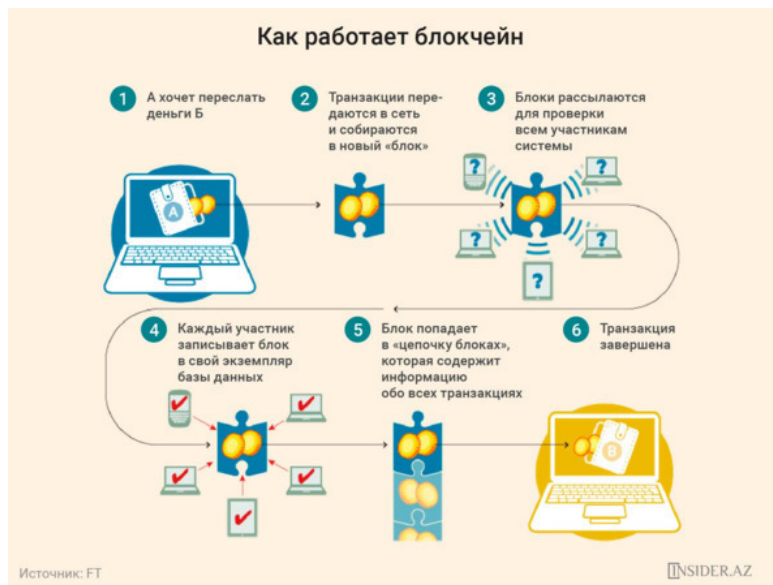 Как работает блокчейн
1
А хочет переслать
деньги Б
2
Транзакции пере-
даются в сеть
и собираются
в новый «блок»
3
Блоки рассылаются
для проверки
всем участникам
системы
A
?
?
?
?
?
4
Каждый участник
записывает блок
в свой экземпляр
базы данных
5
Блок попадает
в «цепочку блоках»,
которая содержит
информацию
обо всех транзакциях
6
Транзакция
завершена
B
Источник: FT
INSIDER.AZ